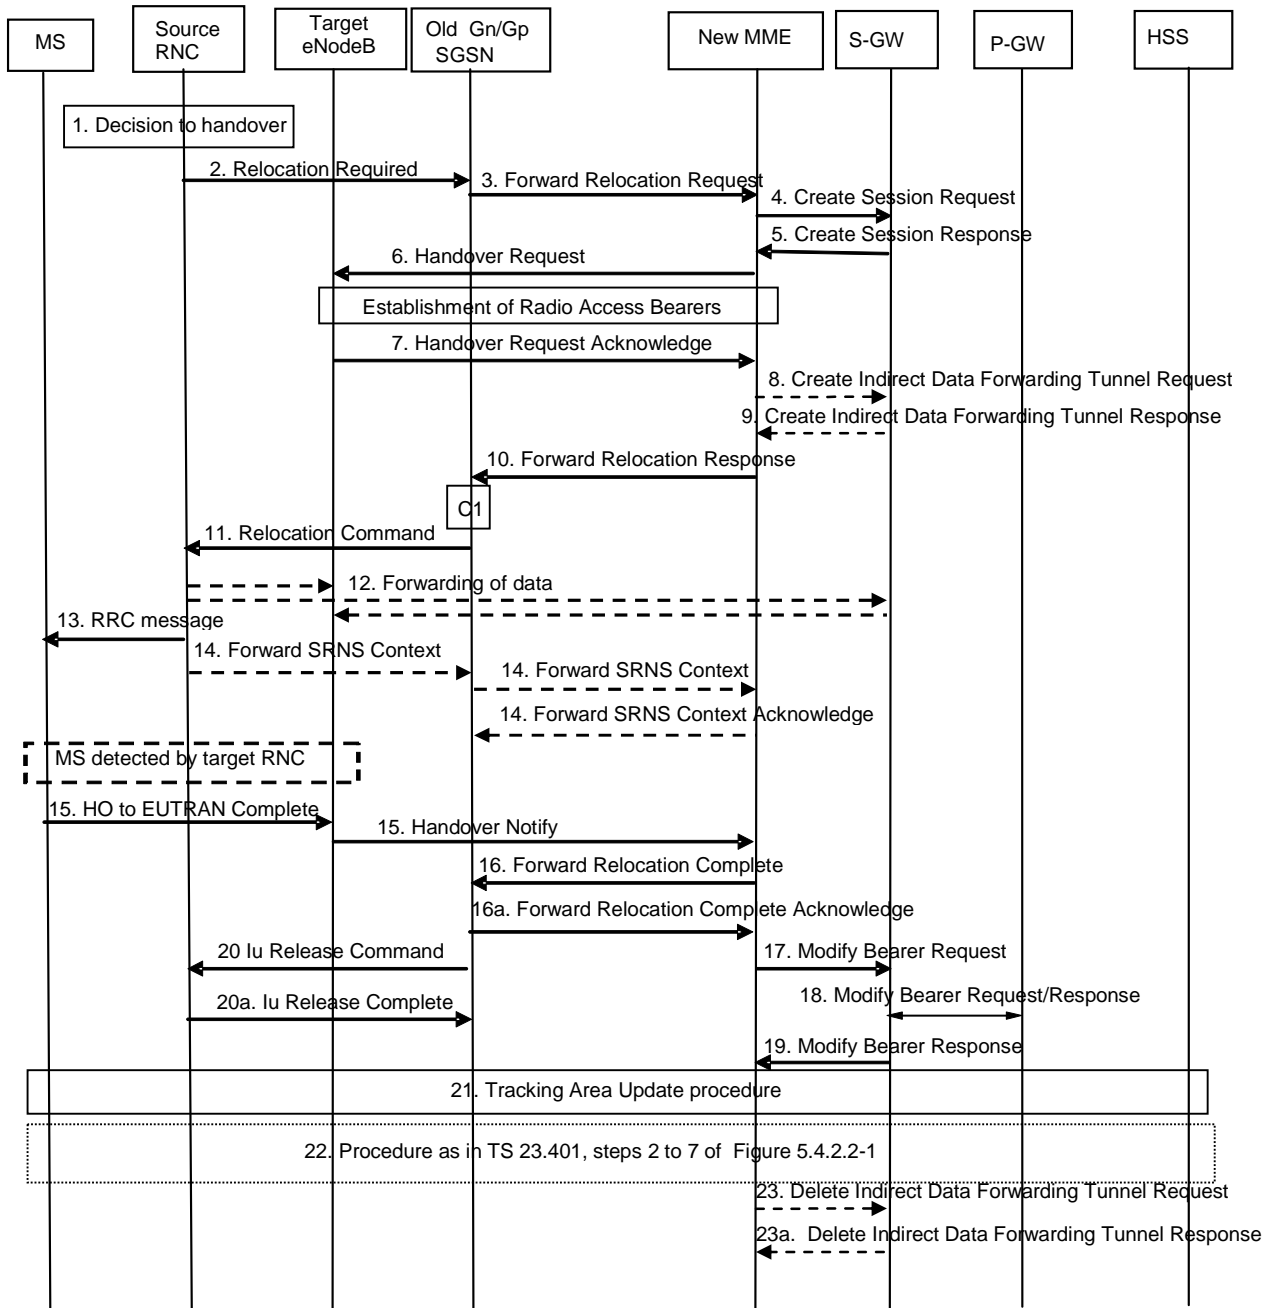 MS
Source
RNC
Target
eNodeB
Old Gn/Gp
SGSN
New MME
S-GW
P-GW
HSS
1. Decision to handover
2. Relocation Required
3. Forward Relocation Request
4. Create Session Request
5. Create Session Response
6. Handover Request
Establishment of Radio Access Bearers
7. Handover Request Acknowledge
8. Create Indirect Data Forwarding Tunnel Request
9. Create Indirect Data Forwarding Tunnel Response
10. Forward Relocation Response
C1
11. Relocation Command
12. Forwarding of data
13. RRC message
14. Forward SRNS Context
14. Forward SRNS Context
14. Forward SRNS Context Acknowledge
MS detected by target RNC
15. HO to EUTRAN Complete
15. Handover Notify
16. Forward Relocation Complete
16a. Forward Relocation Complete Acknowledge
20 Iu Release Command
17. Modify Bearer Request
20a. Iu Release Complete
18. Modify Bearer Request/Response
19. Modify Bearer Response
21. Tracking Area Update procedure
22. Procedure as in TS 23.401, steps 2 to 7 of Figure 5.4.2.2-1
23. Delete Indirect Data Forwarding Tunnel Request
23a. Delete Indirect Data Forwarding Tunnel Response